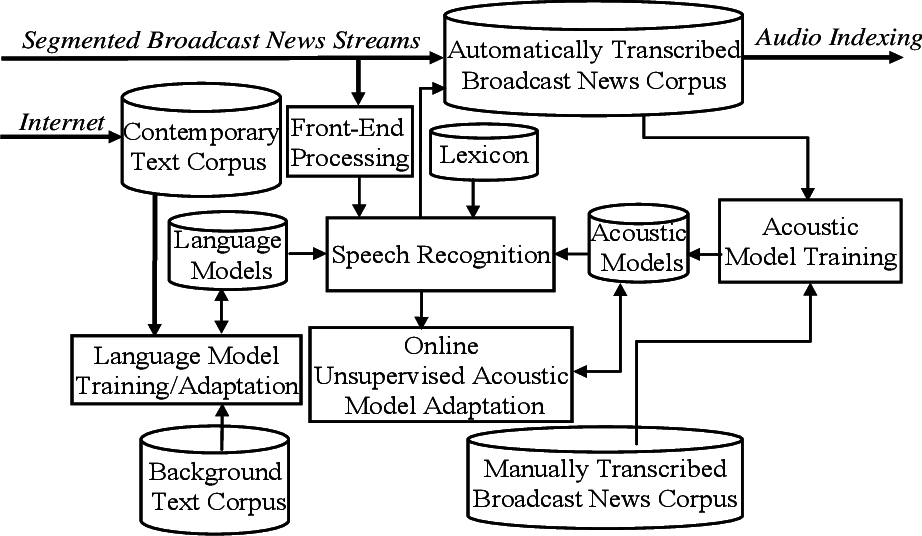 Segmented Broadcast News Streams
Automatically Transcribed
Broadcast News Corpus
Audio Indexing
Internet
Contemporary
Text Corpus
Front-End
Processing
Lexicon
Language
Models
Speech Recognition
Acoustic
Models
Acoustic
Model Training
Language Model
Training/Adaptation
Online
Unsupervised Acoustic
Model Adaptation
Background
Text Corpus
Manually Transcribed
Broadcast News Corpus